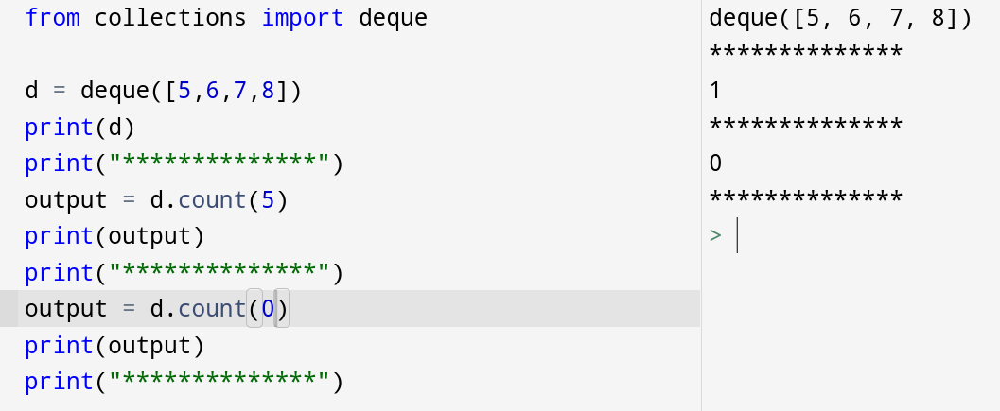 from collections import deque
d = deque([5,6,7,8])
print(d)
print("**************")
output = d.count(5)
print(output)
print("**************")
output = d.count(0)
print(output)
print("**************")
deque([5, 6, 7, 8])
**************
1
**************
0
**************
>